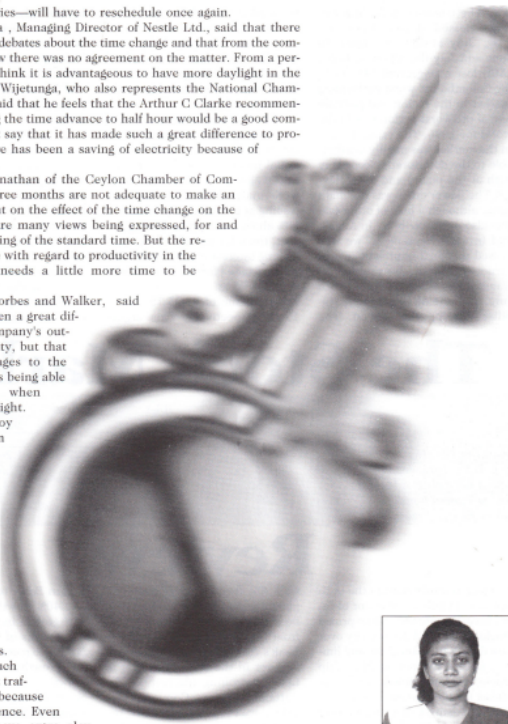 ies—will have to reschedule once again.
, Managing Director of Nestle Ltd., said that there
debates about the time change and that from the com-
w there was no agreement on the matter. From a per-
hink it is advantageous to have more daylight in the
Wijetunga, who also represents the National Cham-
aid that he feels that the Arthur C Clarke recommen-
the time advance to half hour would be a good com-
say that it has made such a great difference to pro-
e has been a saving of electricity because of
nathan of the Ceylon Chamber of Com-
ree months are not adequate to make an
t on the effect of the time change on the
re many views being expressed, for and
ing of the standard time. But the re-
with regard to productivity in the
needs a little more time to be
orbes and Walker, said
en a great dif-
mpany's out-
ty, but that
ges to the
s being able
when
ight.
oy
n
s.
uch
traf-
because
ence. Even